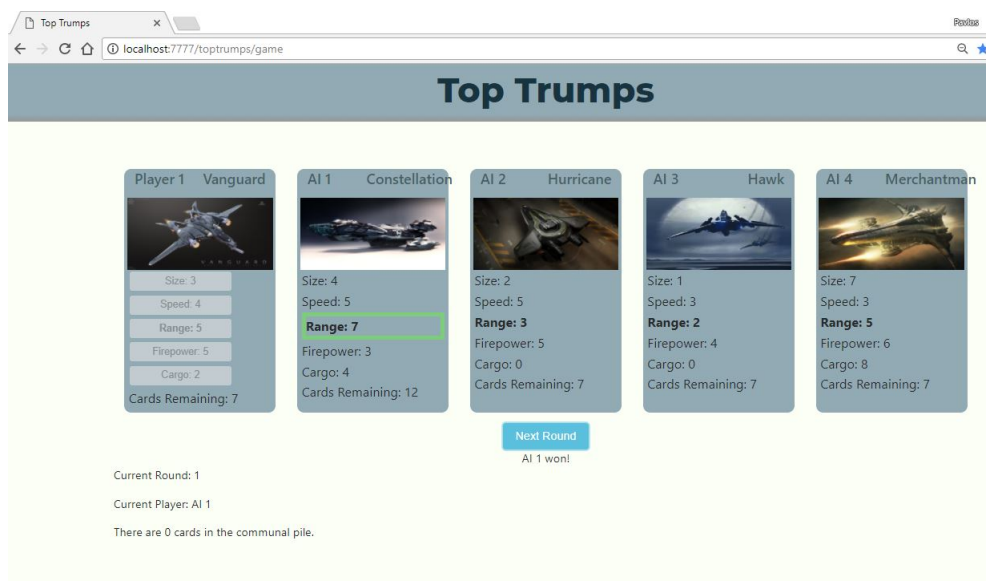 Top Trumps
Pavlos
localhost:7777/toptrumps/game
Top Trumps
Player 1 Vanguard
Size: 3
Speed: 4
Range: 5
Firepower: 5
Cargo: 2
Cards Remaining: 7
AI 1 Constellation
Size: 4
Speed: 5
Range: 7
Firepower: 3
Cargo: 4
Cards Remaining: 12
AI 2 Hurricane
Size: 2
Speed: 5
Range: 3
Firepower: 5
Cargo: 0
Cards Remaining: 7
AI 3 Hawk
Size: 1
Speed: 3
Range: 2
Firepower: 4
Cargo: 0
Cards Remaining: 7
AI 4 Merchantman
Size: 7
Speed: 3
Range: 5
Firepower: 6
Cargo: 8
Cards Remaining: 7
Next Round
AI 1 won!
Current Round: 1
Current Player: AI 1
There are 0 cards in the communal pile.